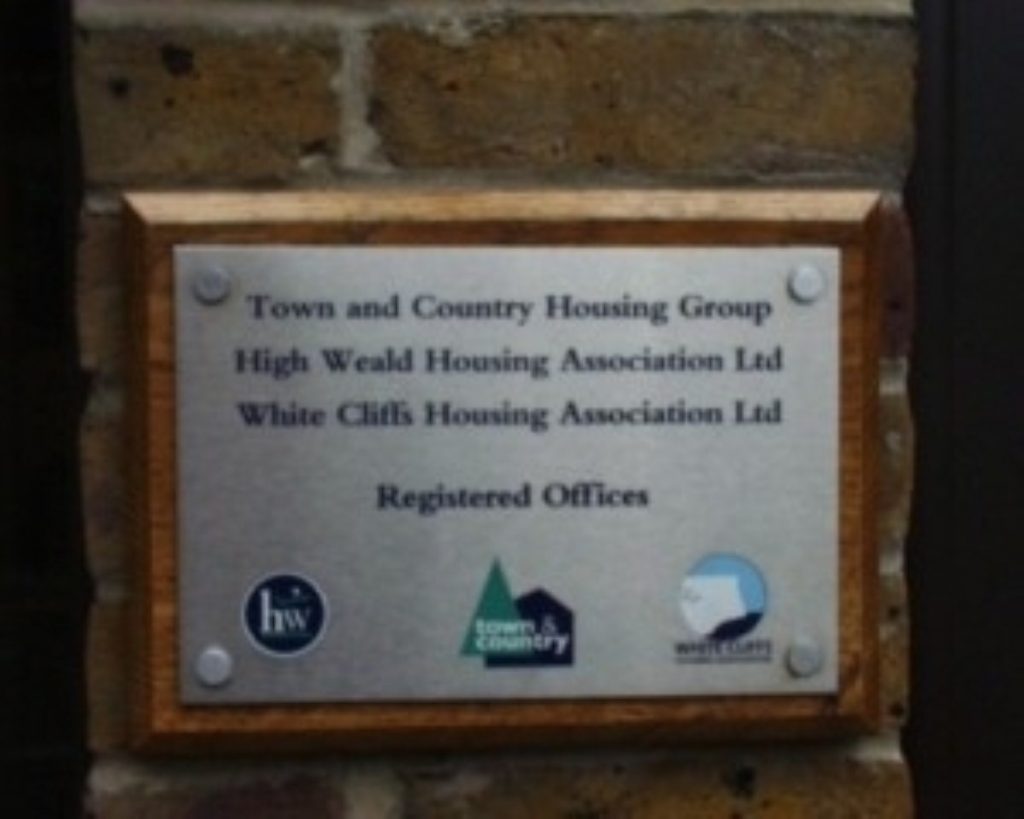 Town and Country Housing Group
High Weald Housing Association Ltd
White Cliffs Housing Association Ltd
Registered Offices
hw
town &
country
WHITE CLIFFS